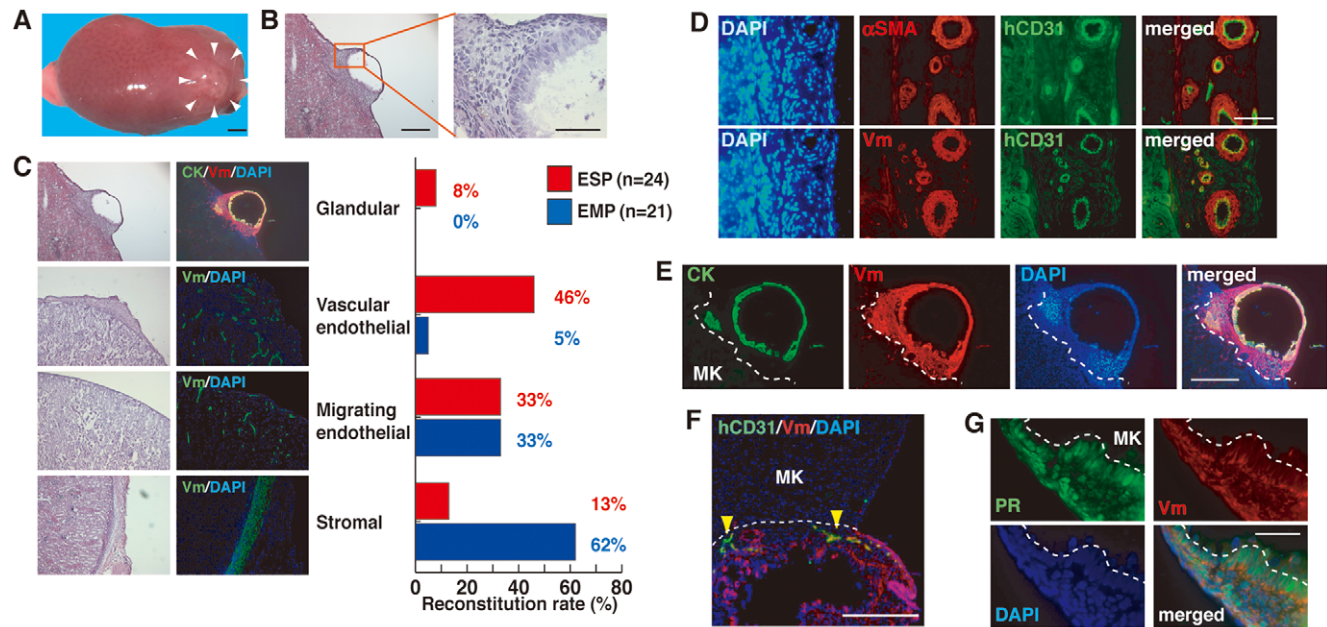 A
B
C
CK/Vm/DAPI
Vm/DAPI
Vm/DAPI
Vm/DAPI
Glandular
Vascular
endothelial
Migrating
endothelial
Stromal
8%
0%
46%
5%
33%
33%
13%
62%
ESP (n=24)
EMP (n=21)
0 20 40 60 80
Reconstitution rate (%)
D
DAPI
αSMA
hCD31
merged
DAPI
Vm
hCD31
merged
E
CK
Vm
DAPI
merged
MK
F
hCD31/Vm/DAPI
MK
G
MK
PR
Vm
DAPI
merged